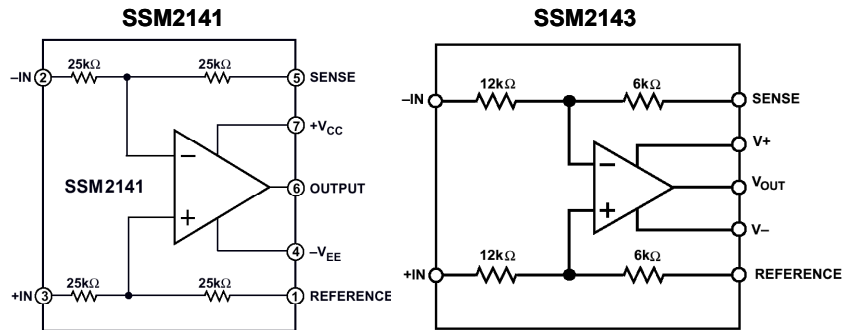 SSM2141
25kΩ
25kΩ
–IN
2
5
SENSE
7
+VCC
–
SSM2141
6
OUTPUT
+
4
–VEE
25kΩ
25kΩ
+IN
3
1
REFERENCE
SSM2143
12kΩ
6kΩ
–IN
SENSE
V+
–
VOUT
+
V–
12kΩ
6kΩ
+IN
REFERENCE